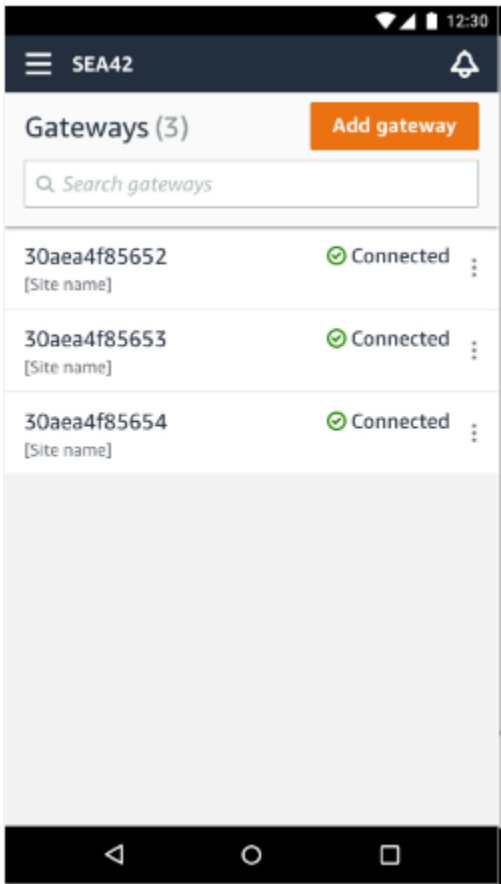 12:30
SEA42
Gateways (3)
Add gateway
Search gateways
30aea4f85652
Connected
[Site name]
30aea4f85653
Connected
[Site name]
30aea4f85654
Connected
[Site name]